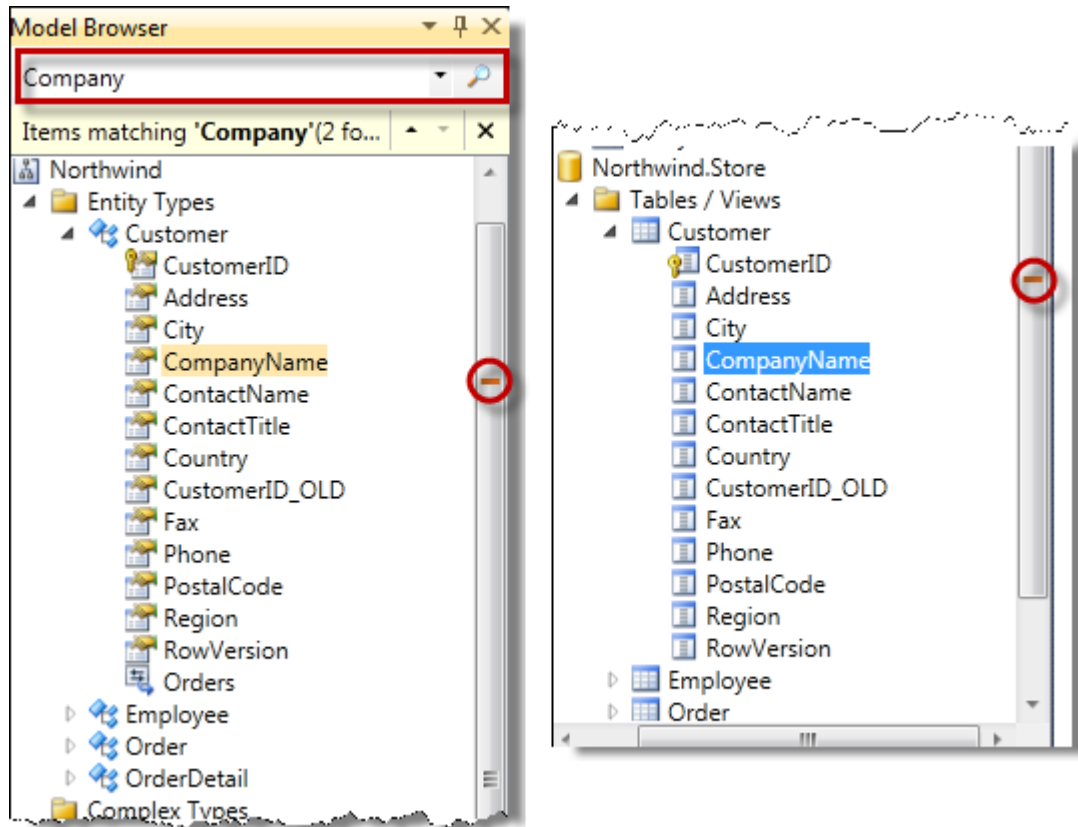 Model Browser
Company
Items matching 'Company'(2 fo...
Northwind
Entity Types
Customer
CustomerID
Address
City
CompanyName
ContactName
ContactTitle
Country
CustomerID_OLD
Fax
Phone
PostalCode
Region
RowVersion
Orders
Employee
Order
OrderDetail
Complex Types
Northwind.Store
Tables / Views
Customer
CustomerID
Address
City
CompanyName
ContactName
ContactTitle
Country
CustomerID_OLD
Fax
Phone
PostalCode
Region
RowVersion
Employee
Order